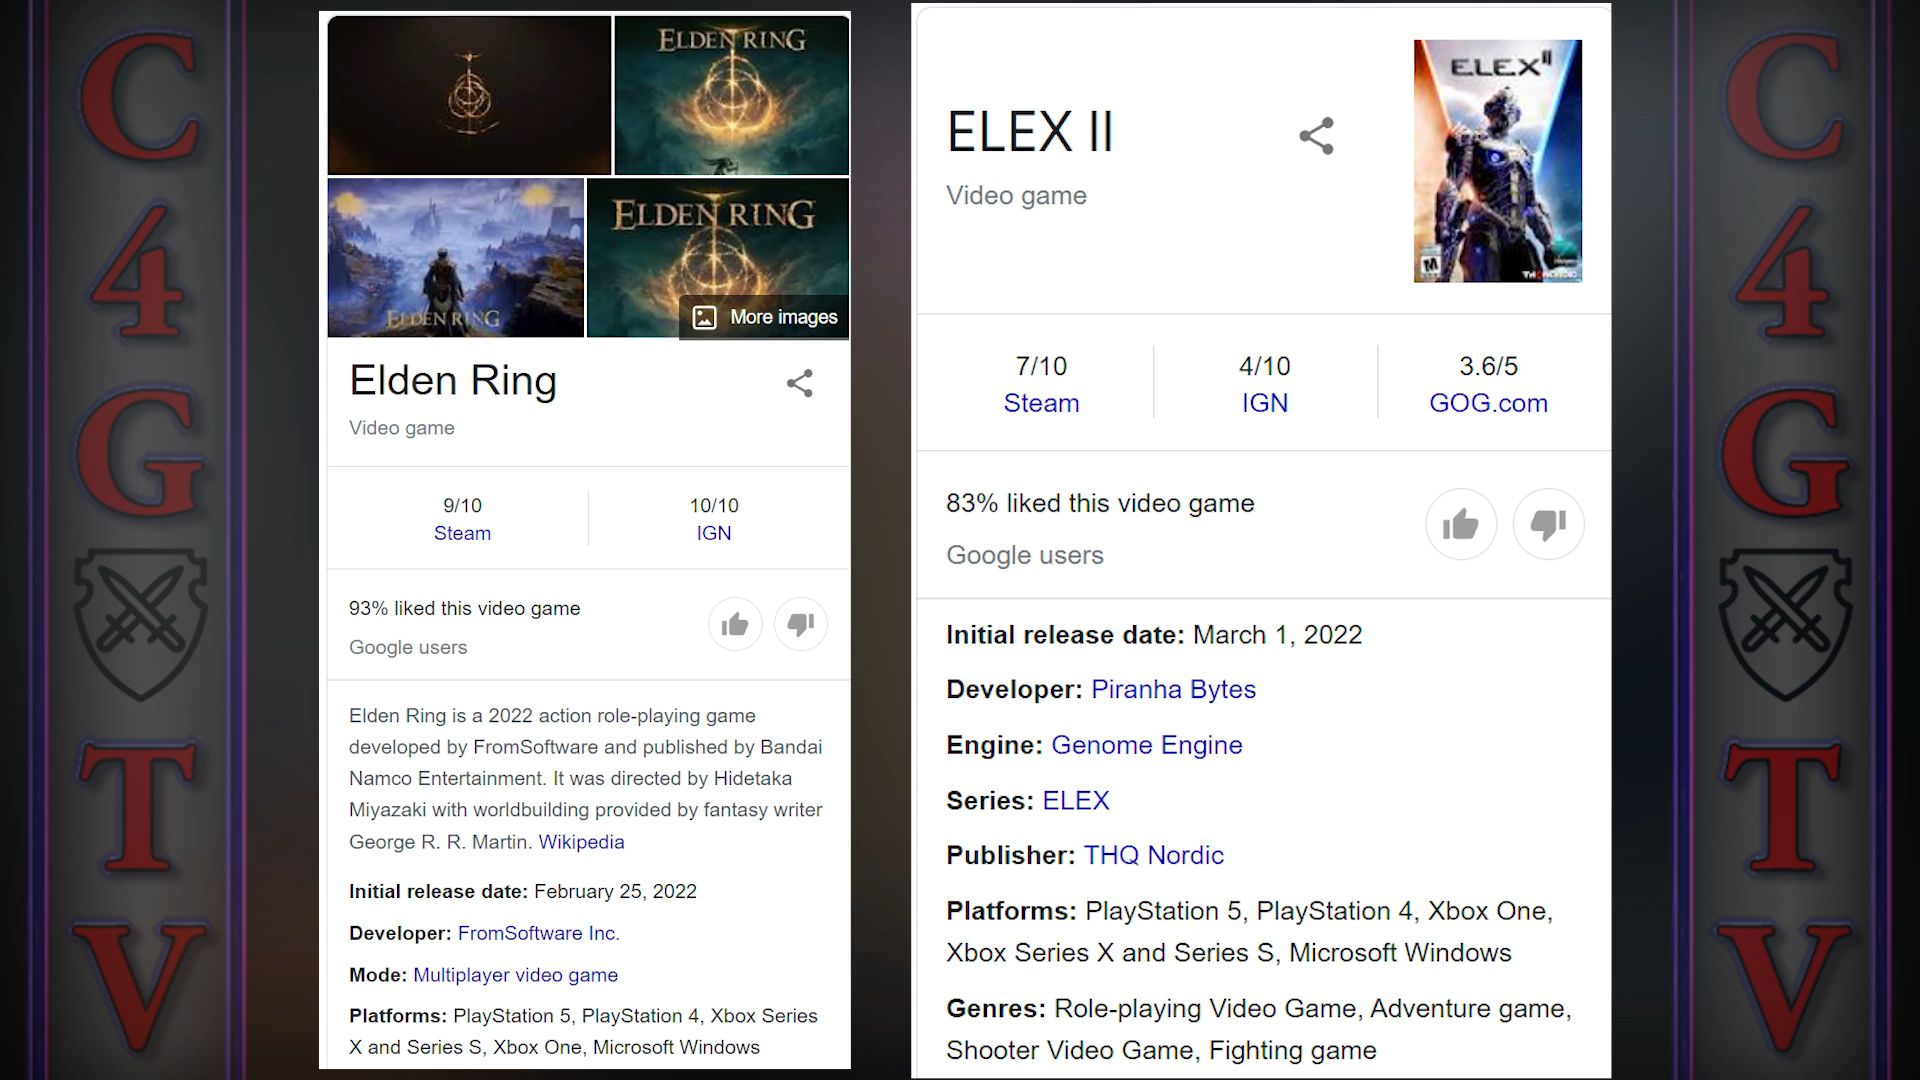 C
4
G
T
V
ELDEN RING
ELDEN RING
ELDEN RING
More images
Elden Ring
Video game
9/10
Steam
10/10
IGN
93% liked this video game
Google users
Elden Ring is a 2022 action role-playing game
developed by FromSoftware and published by Bandai
Namco Entertainment. It was directed by Hidetaka
Miyazaki with worldbuilding provided by fantasy writer
George R. R. Martin. Wikipedia
Initial release date: February 25, 2022
Developer: FromSoftware Inc.
Mode: Multiplayer video game
Platforms: PlayStation 5, PlayStation 4, Xbox Series
X and Series S, Xbox One, Microsoft Windows
ELEX II
Video game
ELEX II
M
THQ NORDIC
7/10
Steam
4/10
IGN
3.6/5
GOG.com
83% liked this video game
Google users
Initial release date: March 1, 2022
Developer: Piranha Bytes
Engine: Genome Engine
Series: ELEX
Publisher: THQ Nordic
Platforms: PlayStation 5, PlayStation 4, Xbox One,
Xbox Series X and Series S, Microsoft Windows
Genres: Role-playing Video Game, Adventure game,
Shooter Video Game, Fighting game
C
4
G
T
V